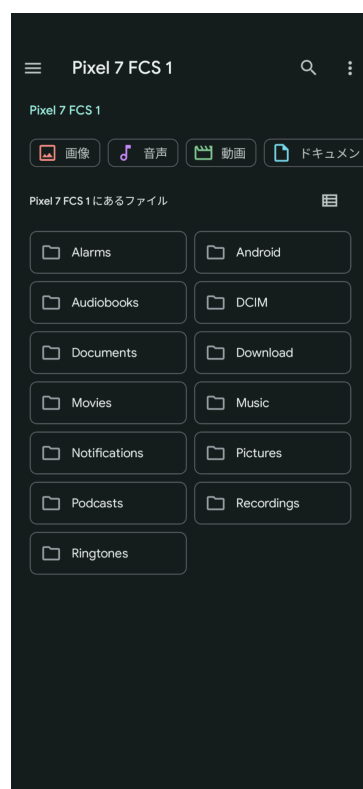 Pixel 7 FCS 1
Pixel 7 FCS 1
画像 音声 動画 ドキュメン
Pixel 7 FCS 1 にあるファイル
Alarms Android
Audiobooks DCIM
Documents Download
Movies Music
Notifications Pictures
Podcasts Recordings
Ringtones